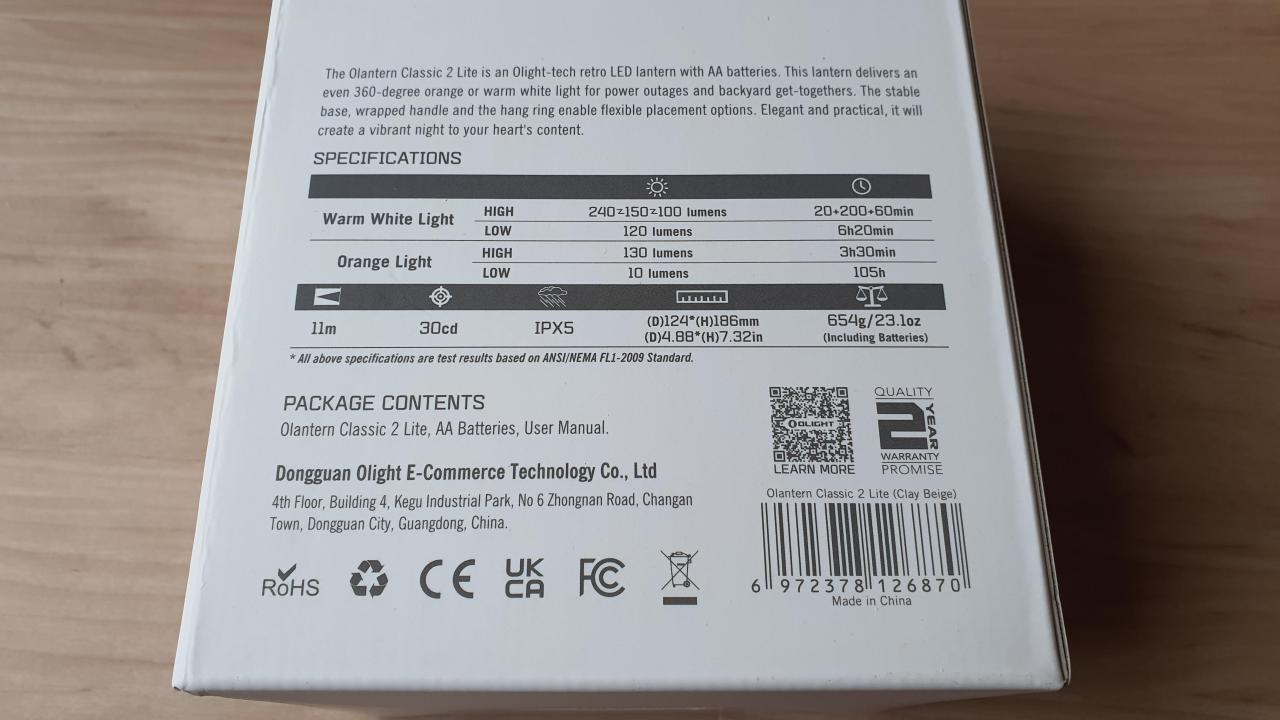 The Olantern Classic 2 Lite is an Olight-tech retro LED lantern with AA batteries. This lantern delivers an
even 360-degree orange or warm white light for power outages and backyard get-togethers. The stable
base, wrapped handle and the hang ring enable flexible placement options. Elegant and practical, it will
create a vibrant night to your heart's content.
SPECIFICATIONS
Warm White Light HIGH 240~150~100 lumens 20+200+60min
LOW 120 lumens 6h20min
Orange Light HIGH 130 lumens 3h30min
LOW 10 lumens 105h
11m 30cd IPX5 (D)124*(H)186mm 654g/23.1oz
(D)4.88*(H)7.32in (Including Batteries)
* All above specifications are test results based on ANSI/NEMA FL1-2009 Standard.
PACKAGE CONTENTS
Olantern Classic 2 Lite, AA Batteries, User Manual.
Dongguan Olight E-Commerce Technology Co., Ltd
4th Floor, Building 4, Kegu Industrial Park, No 6 Zhongnan Road, Changan
Town, Dongguan City, Guangdong, China.
RoHS CE UK CA FC
OLIGHT
LEARN MORE
QUALITY
2 YEAR
WARRANTY
PROMISE
Olantern Classic 2 Lite (Clay Beige)
6 972378 126870
Made in China